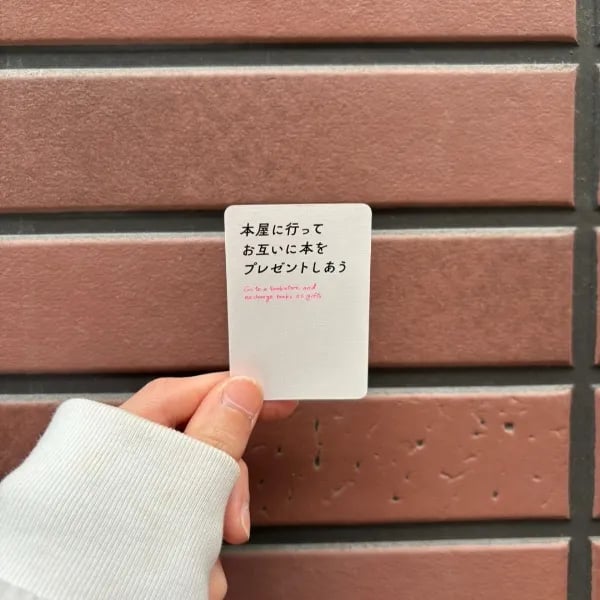 本屋に行って
お互いに本を
プレゼントしあう
Go to a bookstore and
exchange books as gifts